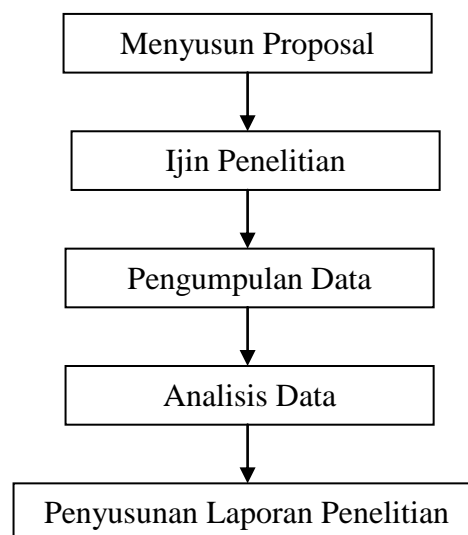 Menyusun Proposal
Ijin Penelitian
Pengumpulan Data
Analisis Data
Penyusunan Laporan Penelitian